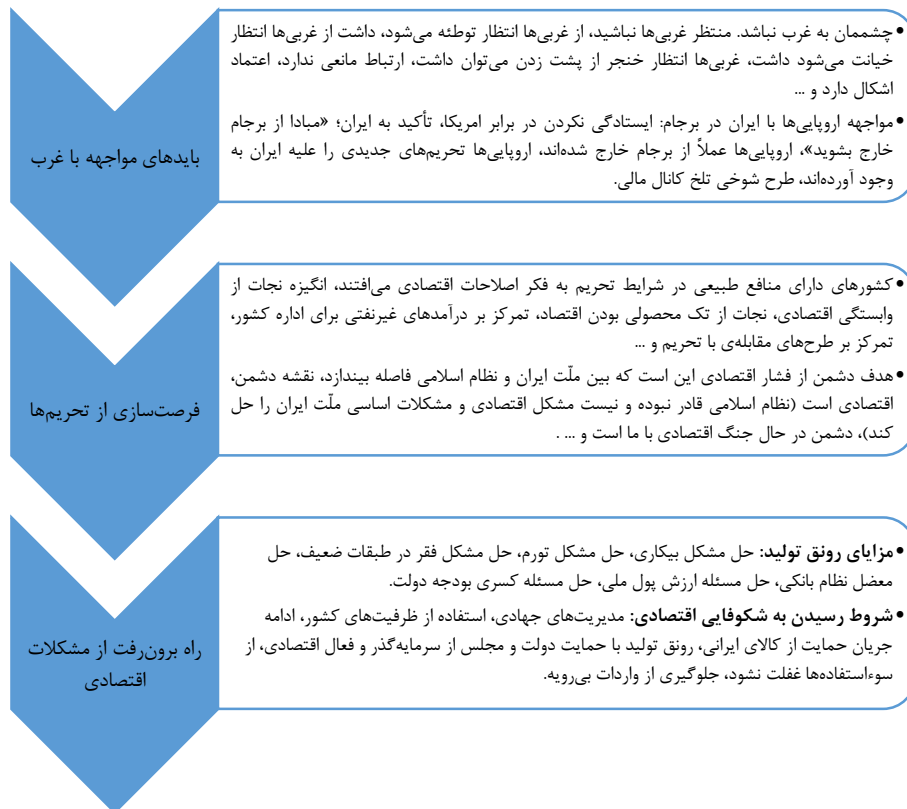 بایدهای مواجهه با غرب
•چشممان به غرب نباشد. منتظر غربی‌ها نباشید، از غربی‌ها انتظار توطئه می‌شود، داشت از غربی‌ها انتظار
خیانت می‌شود داشت، غربی‌ها انتظار خنجر از پشت زدن می‌توان داشت، ارتباط مانعی ندارد، اعتماد
اشکال دارد و ...
•مواجهه اروپایی‌ها با ایران در برجام: ایستادگی نکردن در برابر امریکا، تأکید به ایران؛ «مبادا از برجام
خارج بشوید»، اروپایی‌ها عملاً از برجام خارج شده‌اند، اروپایی‌ها تحریم‌های جدیدی را علیه ایران به
وجود آورده‌اند، طرح شوخی تلخ کانال مالی.
فرصت‌سازی از تحریم‌ها
•کشورهای دارای منافع طبیعی در شرایط تحریم به فکر اصلاحات اقتصادی می‌افتند، انگیزه نجات از
وابستگی اقتصادی، نجات از تک محصولی بودن اقتصاد، تمرکز بر درآمدهای غیرنفتی برای اداره کشور،
تمرکز بر طرح‌های مقابله‌ی با تحریم و ...
•هدف دشمن از فشار اقتصادی این است که بین ملّت ایران و نظام اسلامی فاصله بیندازد، نقشه دشمن،
اقتصادی است (نظام اسلامی قادر نبوده و نیست مشکل اقتصادی و مشکلات اساسی ملّت ایران را حل
کند)، دشمن در حال جنگ اقتصادی با ما است و ... .
راه برون‌رفت از مشکلات
اقتصادی
•مزایای رونق تولید: حل مشکل بیکاری، حل مشکل تورم، حل مشکل فقر در طبقات ضعیف، حل
معضل نظام بانکی، حل مسئله ارزش پول ملی، حل مسئله کسری بودجه دولت.
•شروط رسیدن به شکوفایی اقتصادی: مدیریت‌های جهادی، استفاده از ظرفیت‌های کشور، ادامه
جریان حمایت از کالای ایرانی، رونق تولید با حمایت دولت و مجلس از سرمایه‌گذر و فعال اقتصادی، از
سوءاستفاده‌ها غفلت نشود، جلوگیری از واردات بی‌رویه.